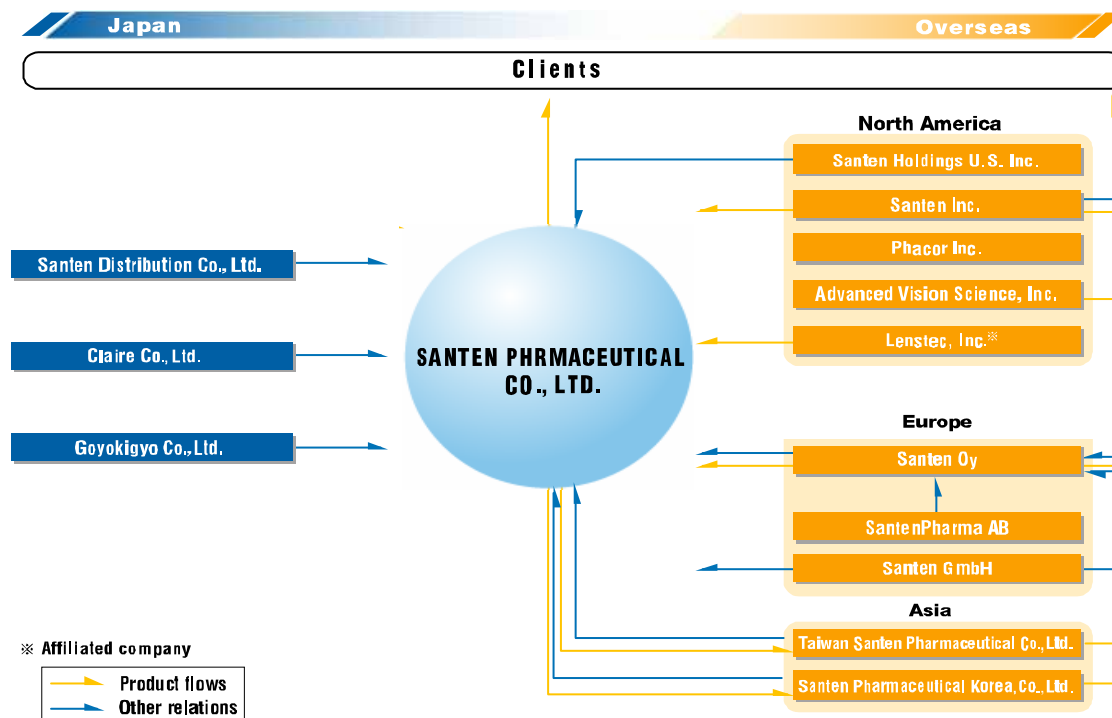 Japan
Overseas
Clients
North America
Santen Holdings U.S. Inc.
Santen Inc.
Phacor Inc.
Advanced Vision Science, Inc.
Lenstec, Inc.※
Santen Distribution Co., Ltd.
Claire Co., Ltd.
Goyokigyo Co., Ltd.
SANTEN PHRMACEUTICAL
CO., LTD.
Europe
Santen Oy
SantenPharma AB
Santen GmbH
Asia
Taiwan Santen Pharmaceutical Co., Ltd.
Santen Pharmaceulical Korea, Co., Ltd.
※ Affiliated company
Product flows
Other relations